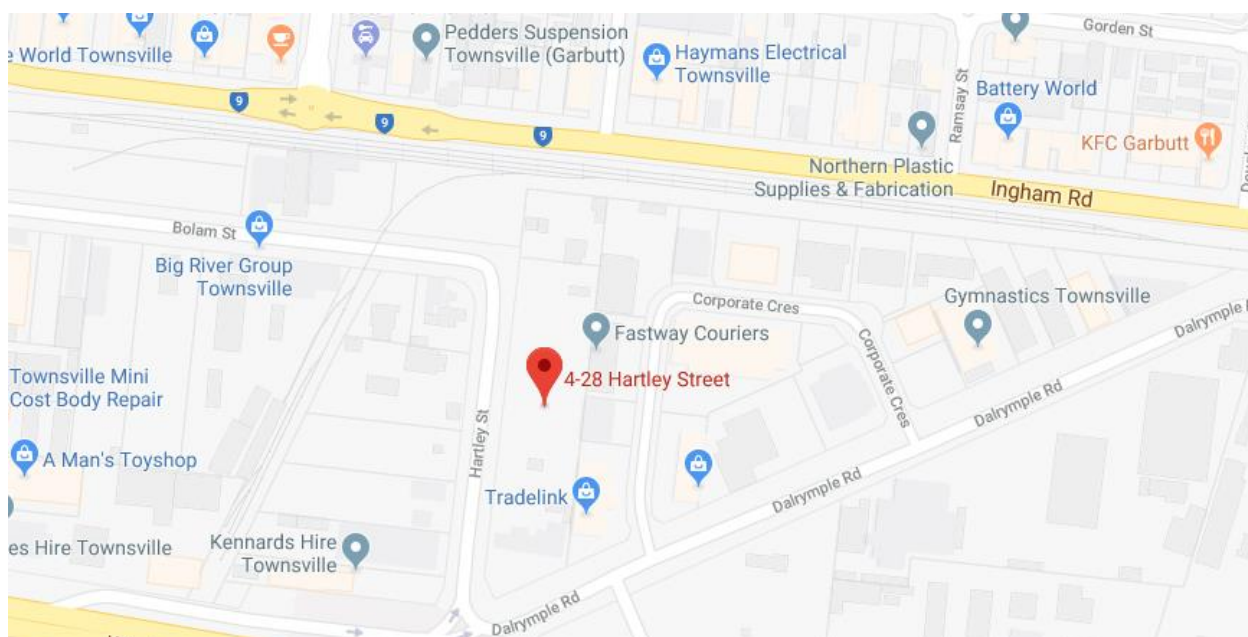 Pedders Suspension
Townsville (Garbutt)
Gorden St
e World Townsville
Haymans Electrical
Townsville
Battery World
Ramsay St
9
9
9
KFC Garbutt
Northern Plastic
Supplies & Fabrication
Ingham Rd
Bolam St
Big River Group
Townsville
Corporate Cres
Gymnastics Townsville
Dalrymple
Fastway Couriers
Corporate Cres
4-28 Hartley Street
Townsville Mini
Cost Body Repair
Dalrymple Rd
Hartley St
A Man's Toyshop
Tradelink
Dalrymple Rd
es Hire Townsville
Kennards Hire
Townsville
Dalrymple Rd